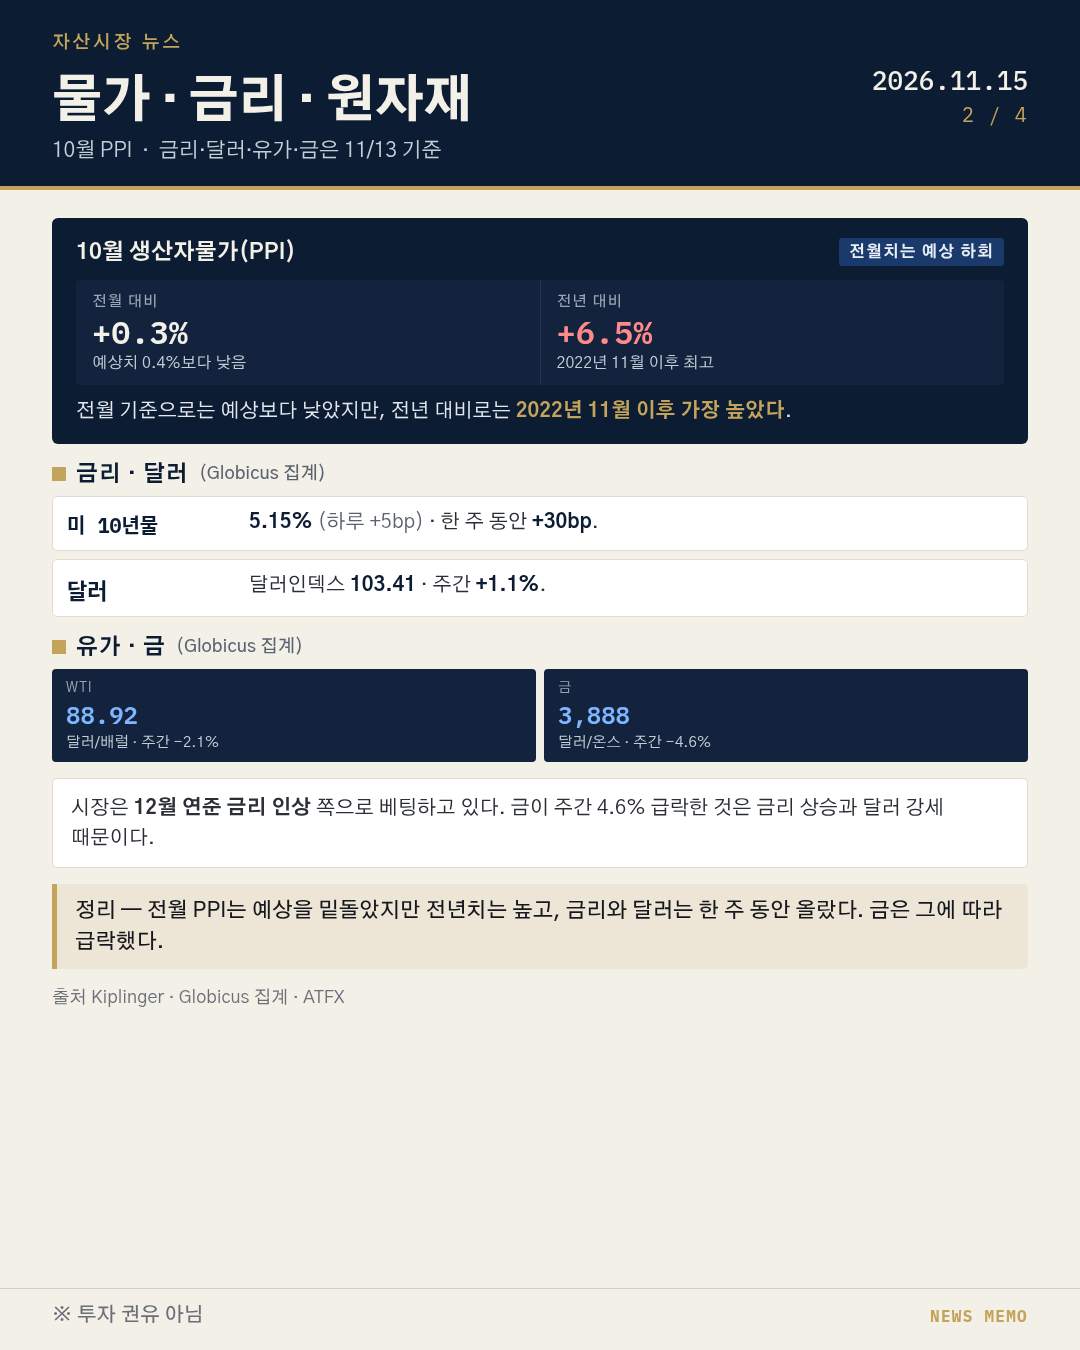 자산시장 뉴스
물가 · 금리 · 원자재
10월 PPI · 금리·달러·유가·금은 11/13 기준
2026.11.15
2 / 4
10월 생산자물가(PPI)
전월치는 예상 하회
전월 대비
+0.3%
예상치 0.4%보다 낮음
전년 대비
+6.5%
2022년 11월 이후 최고
전월 기준으로는 예상보다 낮았지만, 전년 대비로는 2022년 11월 이후 가장 높았다.
금리 · 달러 (Globicus 집계)
미 10년물
5.15% (하루 +5bp) · 한 주 동안 +30bp.
달러
달러인덱스 103.41 · 주간 +1.1%.
유가 · 금 (Globicus 집계)
WTI
88.92
달러/배럴 · 주간 −2.1%
금
3,888
달러/온스 · 주간 −4.6%
시장은 12월 연준 금리 인상 쪽으로 베팅하고 있다. 금이 주간 4.6% 급락한 것은 금리 상승과 달러 강세
때문이다.
정리 — 전월 PPI는 예상을 밑돌았지만 전년치는 높고, 금리와 달러는 한 주 동안 올랐다. 금은 그에 따라
급락했다.
출처 Kiplinger · Globicus 집계 · ATFX
※ 투자 권유 아님
NEWS MEMO